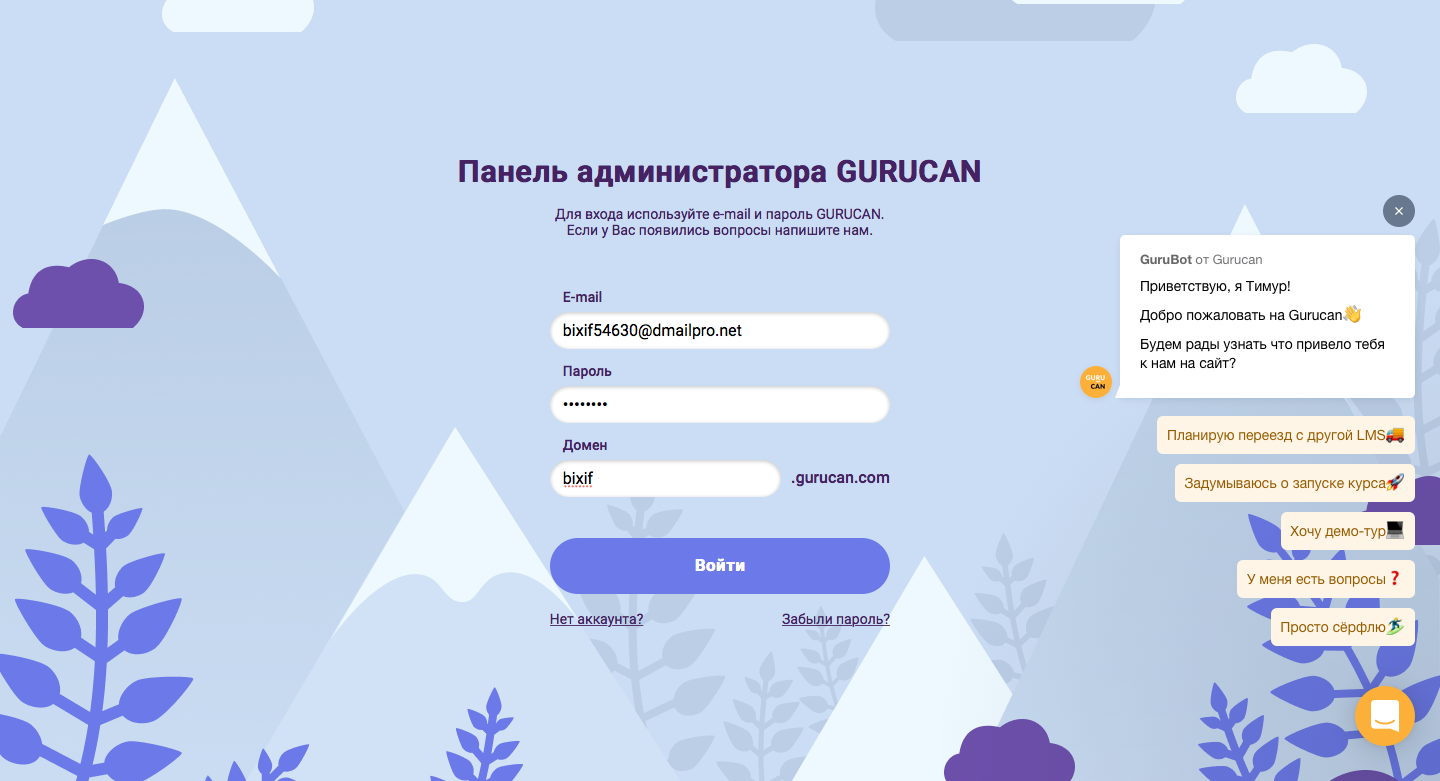 Панель администратора GURUCAN
Для входа используйте e-mail и пароль GURUCAN.
Если у Вас появились вопросы напишите нам.
E-mail
bixif54630@dmailpro.net
Пароль
••••••••
Домен
bixif .gurucan.com
Войти
Нет аккаунта? Забыли пароль?
GuruBot от Gurucan
Приветствую, я Тимур!
Добро пожаловать на Gurucan👋
Будем рады узнать что привело тебя
к нам на сайт?
GURU
CAN
Планирую переезд с другой LMS🚚
Задумываюсь о запуске курса🚀
Хочу демо-тур💻
У меня есть вопросы❓
Просто сёрфлю🏄